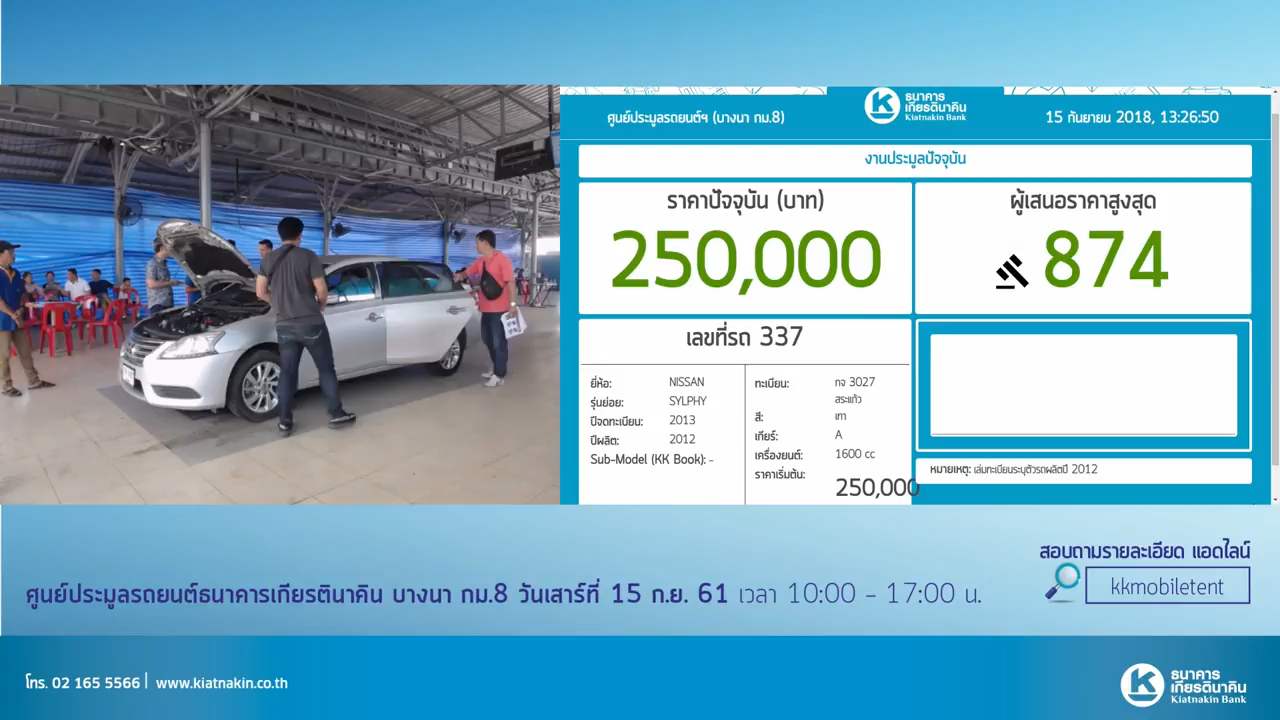 ศูนย์ประมูลรถยนต์ฯ (บางนา กม.8)
ธนาคาร
เกียรตินาคิน
Kiatnakin Bank
15 กันยายน 2018, 13:26:50
งานประมูลปัจจุบัน
ราคาปัจจุบัน (บาท)
250,000
ผู้เสนอราคาสูงสุด
874
เลขที่รถ 337
ยี่ห้อ: NISSAN
รุ่นย่อย: SYLPHY
ปีจดทะเบียน: 2013
ปีผลิต: 2012
Sub-Model (KK Book): -
ทะเบียน: กจ 3027
สระแก้ว
สี: เทา
เกียร์: A
เครื่องยนต์: 1600 cc
ราคาเริ่มต้น: 250,000
หมายเหตุ: เล่มทะเบียนระบุตัวรถผลิตปี 2012
สอบถามรายละเอียด แอดไลน์
kkmobiletent
ศูนย์ประมูลรถยนต์ธนาคารเกียรตินาคิน บางนา กม.8 วันเสาร์ที่ 15 ก.ย. 61 เวลา 10:00 - 17:00 น.
โทร. 02 165 5566 | www.kiatnakin.co.th
ธนาคาร
เกียรตินาคิน
Kiatnakin Bank